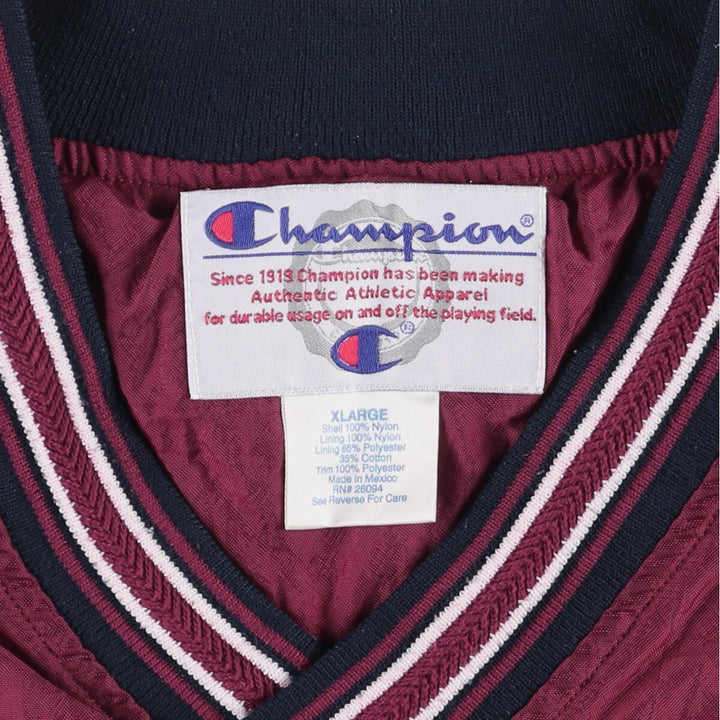 Champion®
Since 1919 Champion has been making
Authentic Athletic Apparel
for durable usage on and off the playing field.
C®
XLARGE
Shell 100% Nylon
Lining 100% Nylon
Lining 65% Polyester
35% Cotton
Trim 100% Polyester
Made in Mexico
RN# 26094
See Reverse For Care